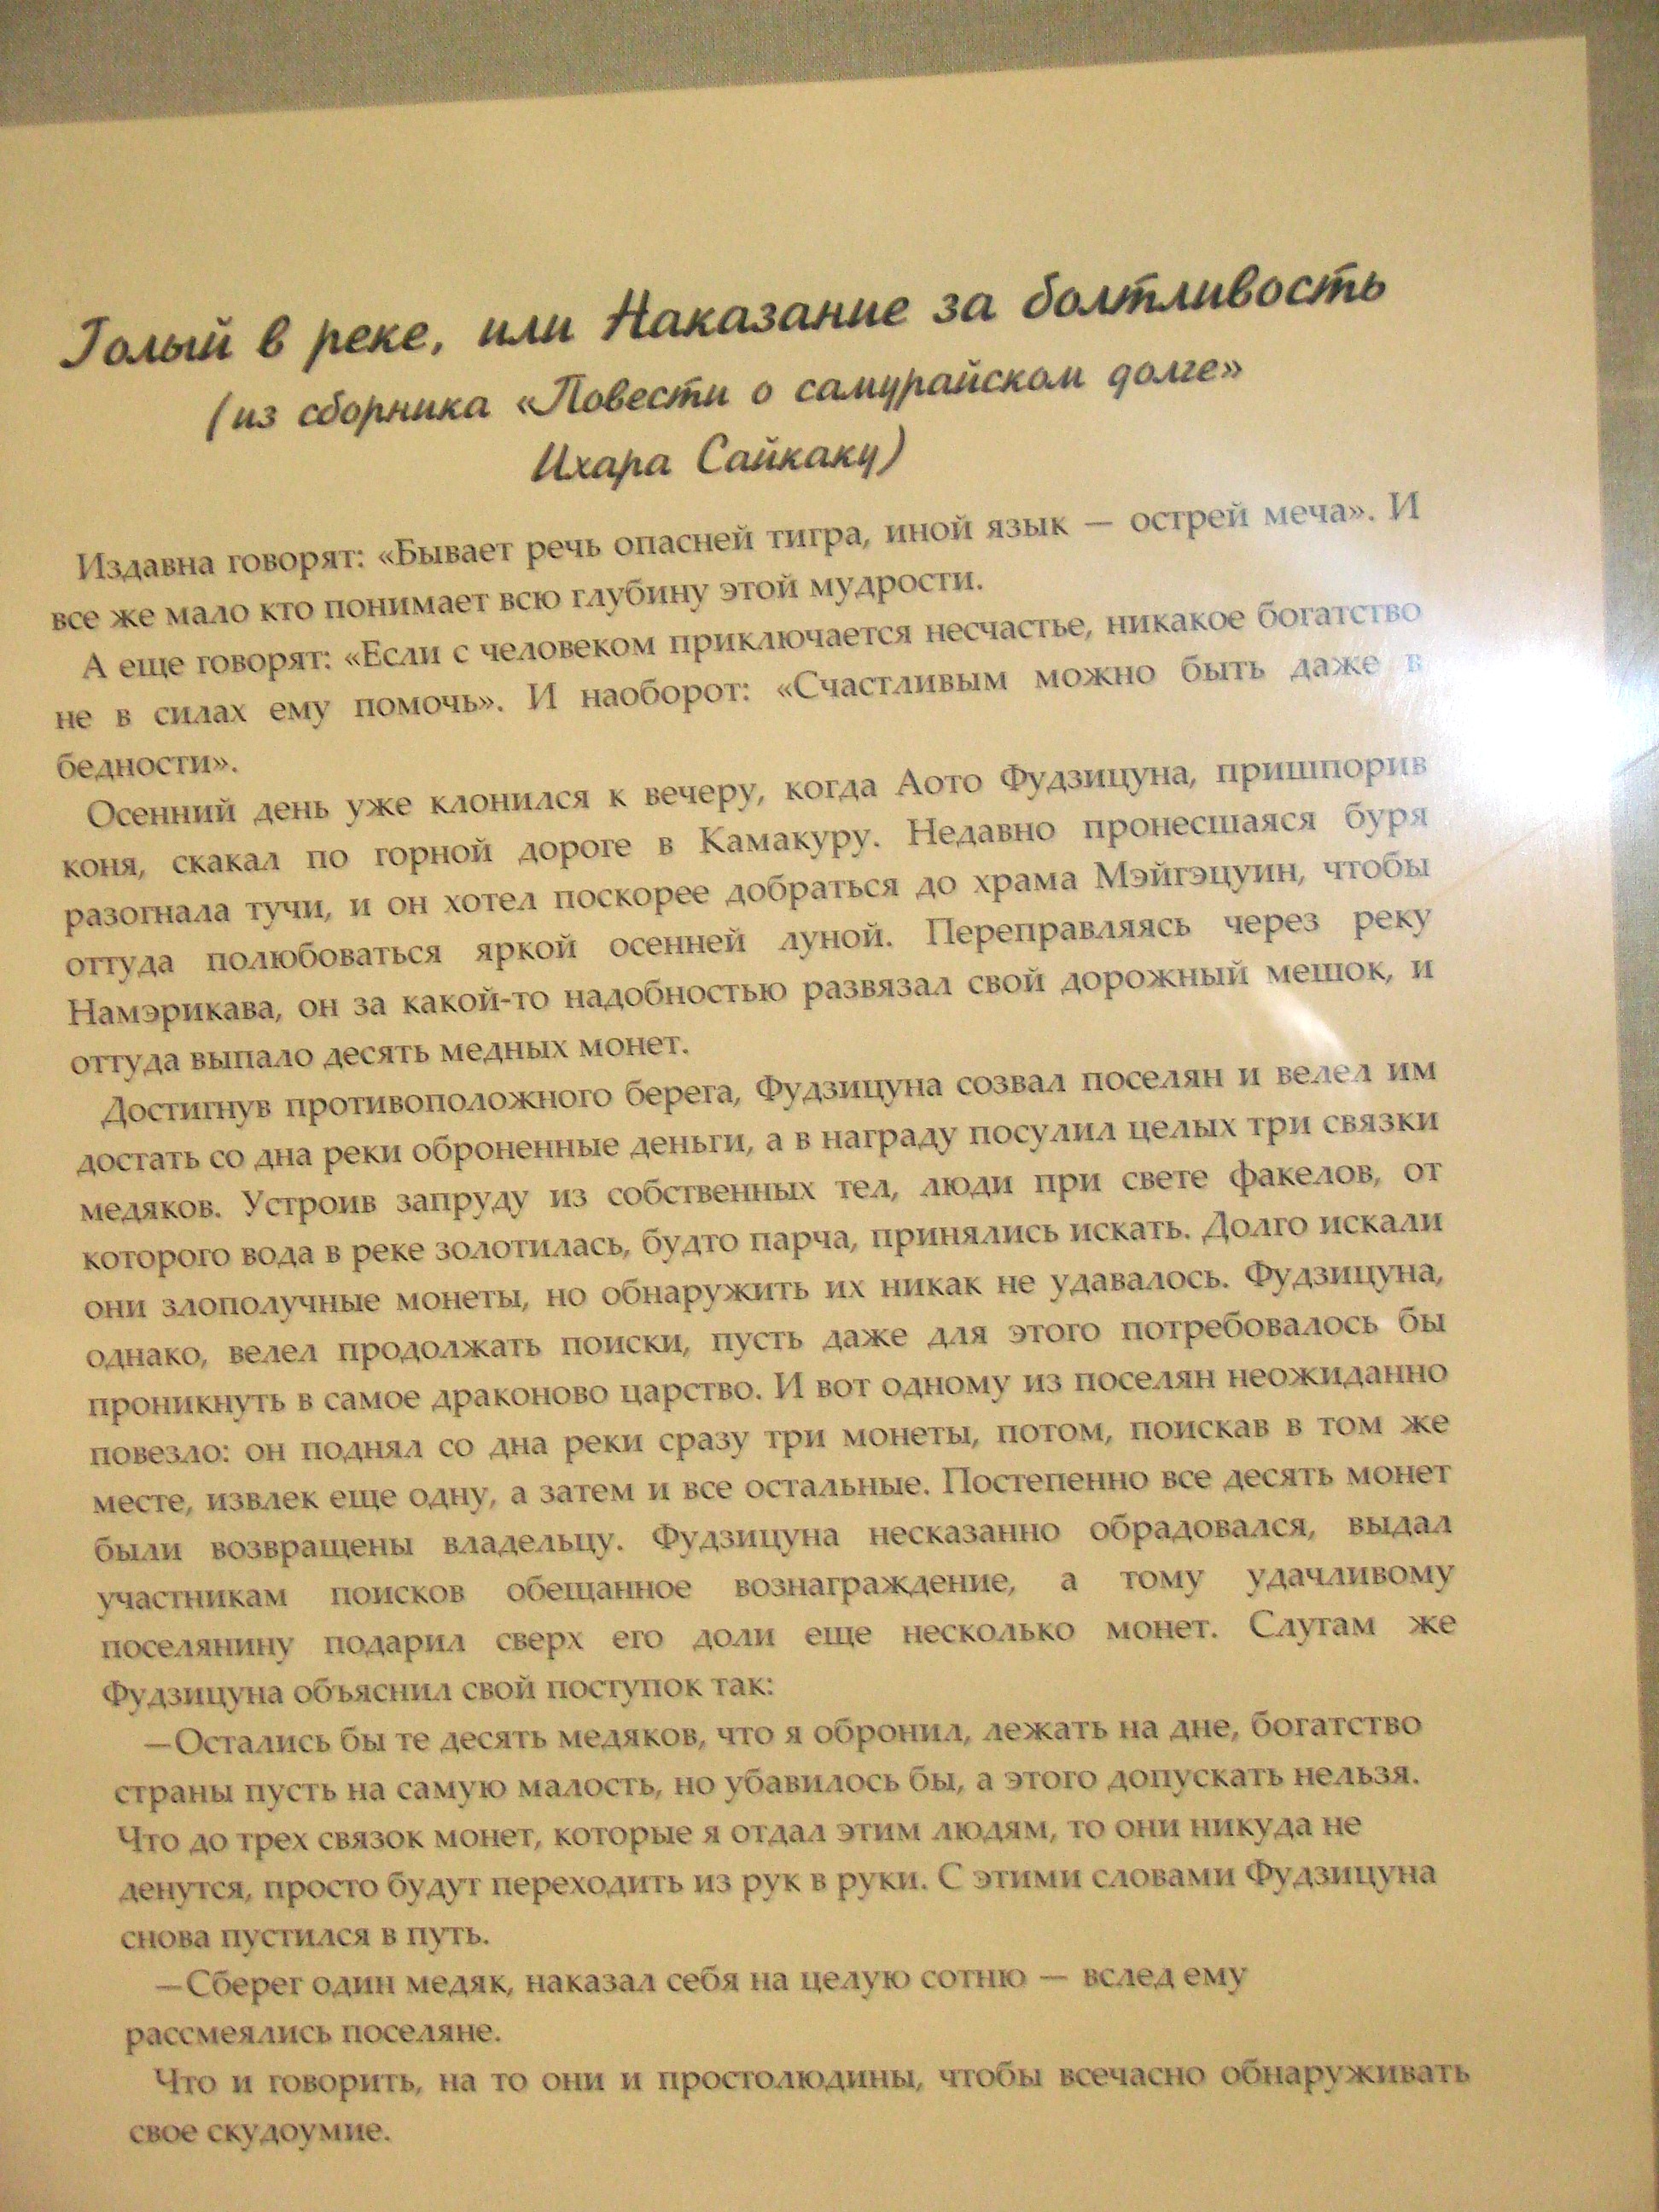 Голый в реке, или Наказание за болтливость
(из сборника «Повести о самурайском долге»
Ихара Сайкаку)
Издавна говорят: «Бывает речь опасней тигра, иной язык — острей меча». И
все же мало кто понимает всю глубину этой мудрости.
А еще говорят: «Если с человеком приключается несчастье, никакое богатство
не в силах ему помочь». И наоборот: «Счастливым можно быть даже в
бедности».
Осенний день уже клонился к вечеру, когда Аото Фудзицуна, пришпорив
коня, скакал по горной дороге в Камакуру. Недавно пронесшаяся буря
разогнала тучи, и он хотел поскорее добраться до храма Мэйгэцуин, чтобы
оттуда полюбоваться яркой осенней луной. Переправляясь через реку
Намэрикава, он за какой-то надобностью развязал свой дорожный мешок, и
оттуда выпало десять медных монет.
Достигнув противоположного берега, Фудзицуна созвал поселян и велел им
достать со дна реки оброненные деньги, а в награду посулил целых три связки
медяков. Устроив запруду из собственных тел, люди при свете факелов, от
которого вода в реке золотилась, будто парча, принялись искать. Долго искали
они злополучные монеты, но обнаружить их никак не удавалось. Фудзицуна,
однако, велел продолжать поиски, пусть даже для этого потребовалось бы
проникнуть в самое драконово царство. И вот одному из поселян неожиданно
повезло: он поднял со дна реки сразу три монеты, потом, поискав в том же
месте, извлек еще одну, а затем и все остальные. Постепенно все десять монет
были возвращены владельцу. Фудзицуна несказанно обрадовался, выдал
участникам поисков обещанное вознаграждение, а тому удачливому
поселянину подарил сверх его доли еще несколько монет. Слугам же
Фудзицуна объяснил свой поступок так:
—Остались бы те десять медяков, что я обронил, лежать на дне, богатство
страны пусть на самую малость, но убавилось бы, а этого допускать нельзя.
Что до трех связок монет, которые я отдал этим людям, то они никуда не
денутся, просто будут переходить из рук в руки. С этими словами Фудзицуна
снова пустился в путь.
—Сберег один медяк, наказал себя на целую сотню — вслед ему
рассмеялись поселяне.
Что и говорить, на то они и простолюдины, чтобы всечасно обнаруживать
свое скудоумие.